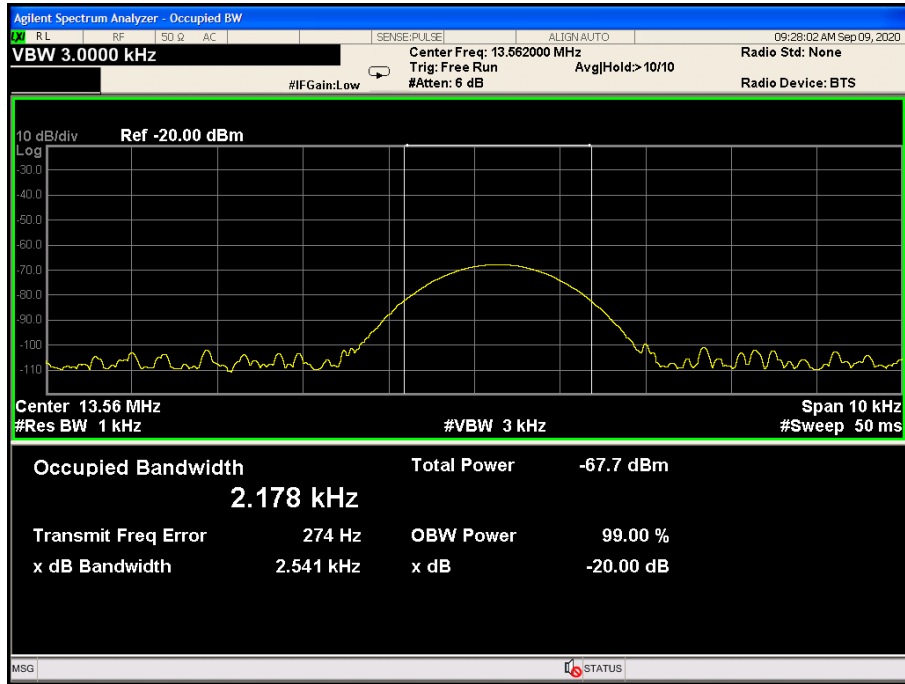 Agilent Spectrum Analyzer - Occupied BW
LXI RL RF 50 Ω AC SENSE:PULSE ALIGN AUTO 09:28:02 AM Sep 09, 2020
VBW 3.0000 kHz Center Freq: 13.562000 MHz Radio Std: None
Trig: Free Run Avg|Hold:>10/10
#IFGain:Low #Atten: 6 dB Radio Device: BTS
10 dB/div Ref -20.00 dBm
Log
-30.0
-40.0
-50.0
-60.0
-70.0
-80.0
-90.0
-100
-110
Center 13.56 MHz Span 10 kHz
#Res BW 1 kHz #VBW 3 kHz #Sweep 50 ms
Occupied Bandwidth Total Power -67.7 dBm
2.178 kHz
Transmit Freq Error 274 Hz OBW Power 99.00 %
x dB Bandwidth 2.541 kHz x dB -20.00 dB
MSG STATUS